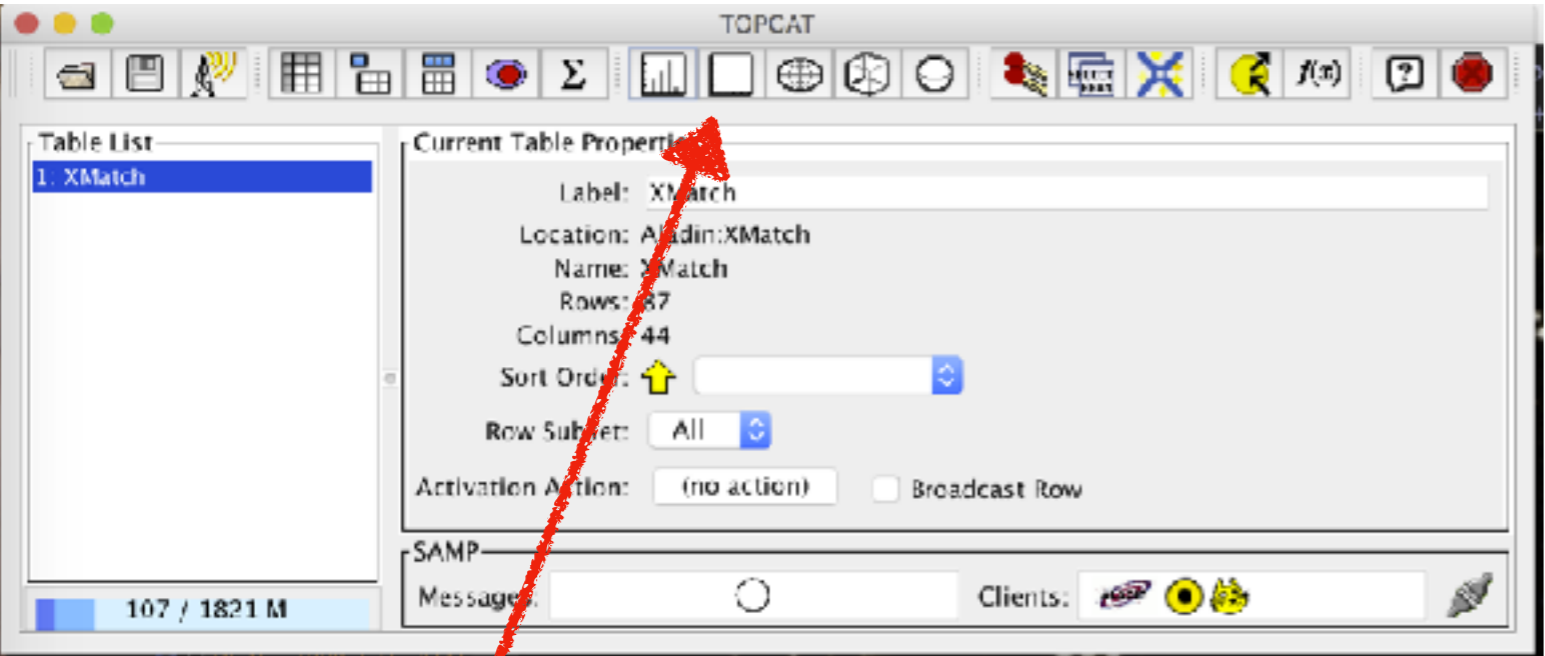 TOPCAT
Σ
f(x)
?
Table List
Current Table Properti
1: XMatch
Label: XMatch
Location: Aladin:XMatch
Name: XMatch
Rows: 87
Columns: 44
Sort Order:
Row Subset: All
Activation Action: (no action) Broadcast Row
SAMP
Messages: Clients:
107 / 1821 M